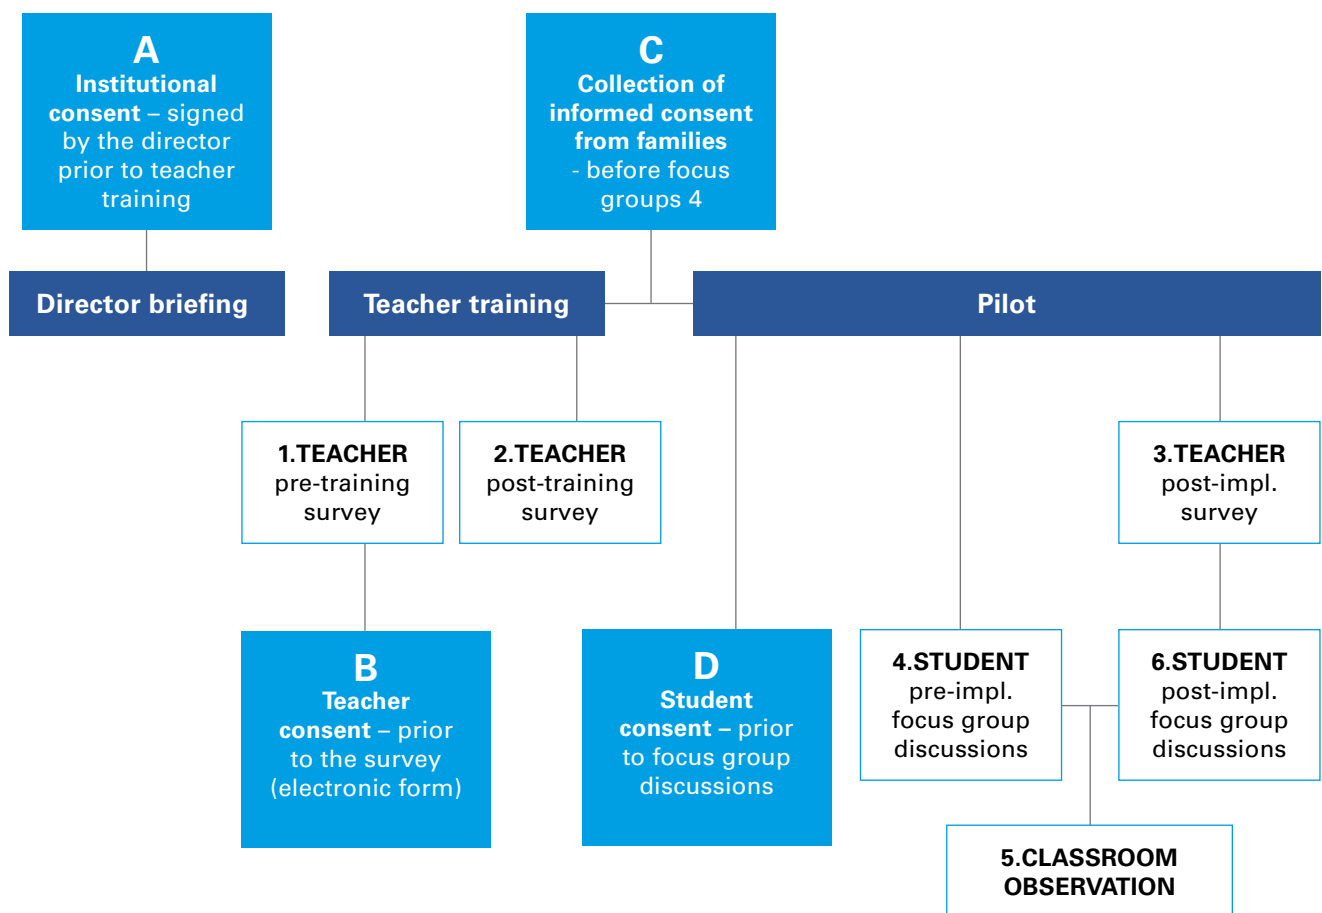 A
Institutional
consent – signed
by the director
prior to teacher
training
C
Collection of
informed consent
from families
- before focus
groups 4
Director briefing
Teacher training
Pilot
1.TEACHER
pre-training
survey
2.TEACHER
post-training
survey
3.TEACHER
post-impl.
survey
B
Teacher
consent – prior
to the survey
(electronic form)
D
Student
consent – prior
to focus group
discussions
4.STUDENT
pre-impl.
focus group
discussions
6.STUDENT
post-impl.
focus group
discussions
5.CLASSROOM
OBSERVATION